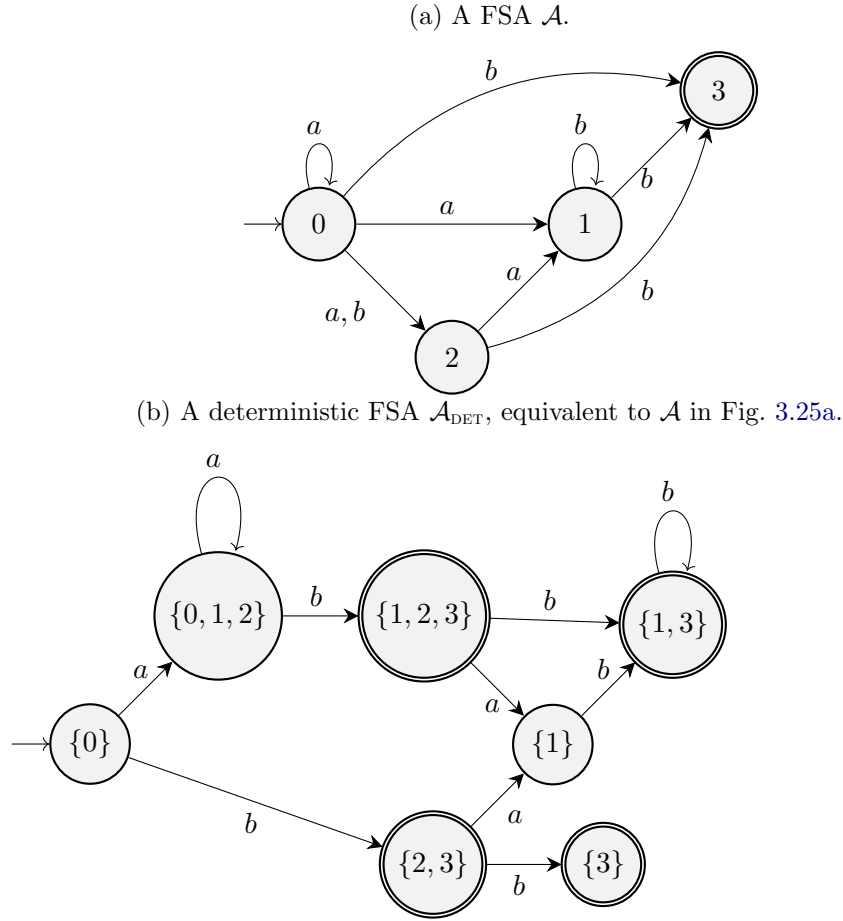 (a) A FSA 𝒜.
b
3
a
b
b
0
a
1
a
b
a, b
2
(b) A deterministic FSA 𝒜DET, equivalent to 𝒜 in Fig. 3.25a.
a
b
{0, 1, 2}
b
{1, 2, 3}
b
{1, 3}
a
a
b
{0}
{1}
b
a
{2, 3}
b
{3}